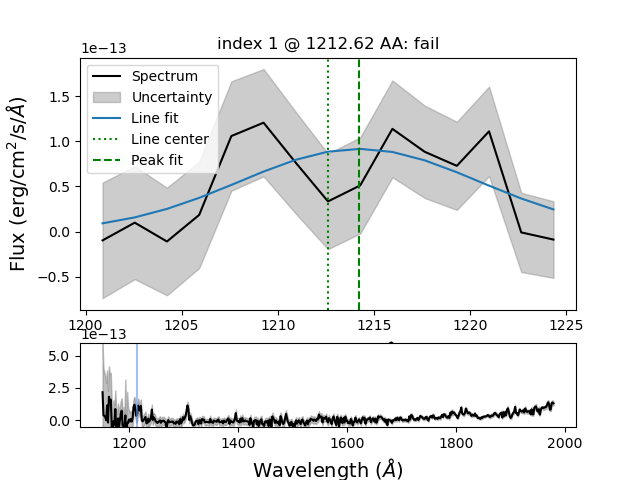 index 1 @ 1212.62 AA: fail
1e−13
Spectrum
Uncertainty
Line fit
Line center
Peak fit
Flux (erg/cm²/s/Å)
1.5
1.0
0.5
0.0
−0.5
1200 1205 1210 1215 1220 1225
1e−13
5.0
2.5
0.0
1200 1400 1600 1800 2000
Wavelength (Å)